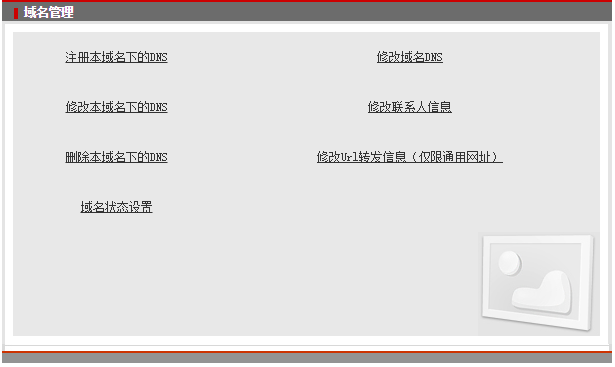 域名管理
注册本域名下的DNS
修改域名DNS
修改本域名下的DNS
修改联系人信息
删除本域名下的DNS
修改Url转发信息（仅限通用网址）
域名状态设置